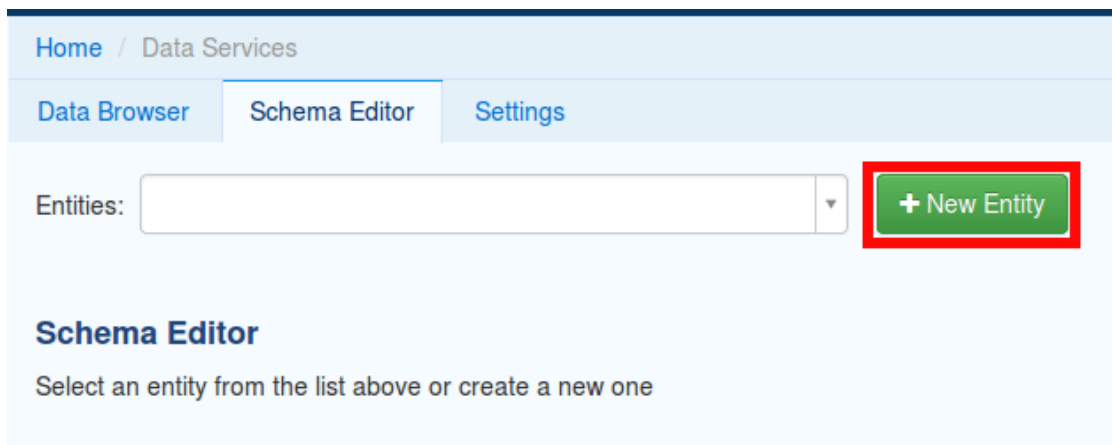 Home / Data Services
Data Browser Schema Editor Settings
Entities: + New Entity
Schema Editor
Select an entity from the list above or create a new one